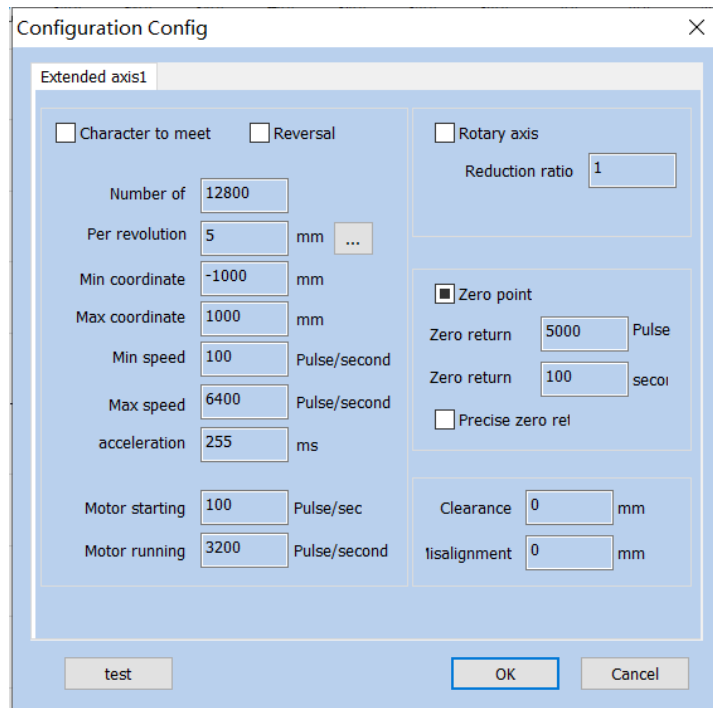 Configuration Config
Extended axis1
Character to meet
Reversal
Number of 12800
Per revolution 5 mm ...
Min coordinate -1000 mm
Max coordinate 1000 mm
Min speed 100 Pulse/second
Max speed 6400 Pulse/second
acceleration 255 ms
Motor starting 100 Pulse/sec
Motor running 3200 Pulse/second
Rotary axis
Reduction ratio 1
Zero point
Zero return 5000 Pulse
Zero return 100 secon
Precise zero ret
Clearance 0 mm
isalignment 0 mm
test
OK
Cancel